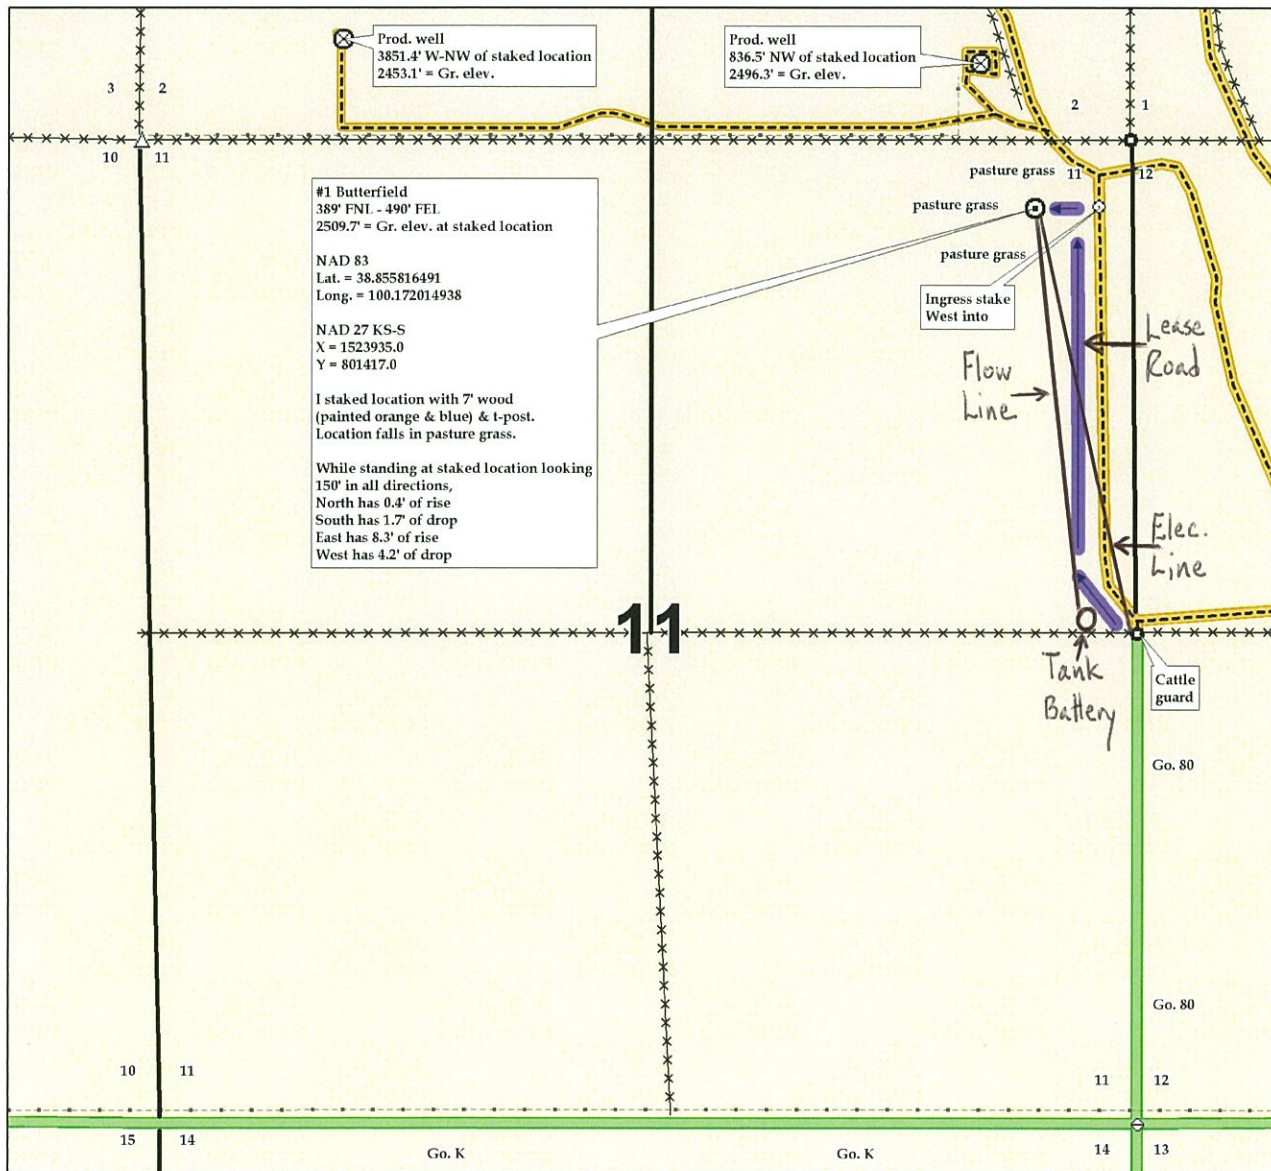 Prod. well
3851.4' W-NW of staked location
2453.1' = Gr. elev.
Prod. well
836.5' NW of staked location
2496.3' = Gr. elev.
3
2
2
1
10
11
11
12
pasture grass
#1 Butterfield
389' FNL - 490' FEL
2509.7' = Gr. elev. at staked location
NAD 83
Lat. = 38.855816491
Long. = 100.172014938
NAD 27 KS-S
X = 1523935.0
Y = 801417.0
I staked location with 7' wood
(painted orange & blue) & t-post.
Location falls in pasture grass.
While standing at staked location looking
150' in all directions,
North has 0.4' of rise
South has 1.7' of drop
East has 8.3' of rise
West has 4.2' of drop
pasture grass
pasture grass
Ingress stake
West into
Lease
Road
Flow
Line
Elec.
Line
11
Tank
Battery
Cattle
guard
Go. 80
Go. 80
10
11
11
12
15
14
Go. K
Go. K
14
13